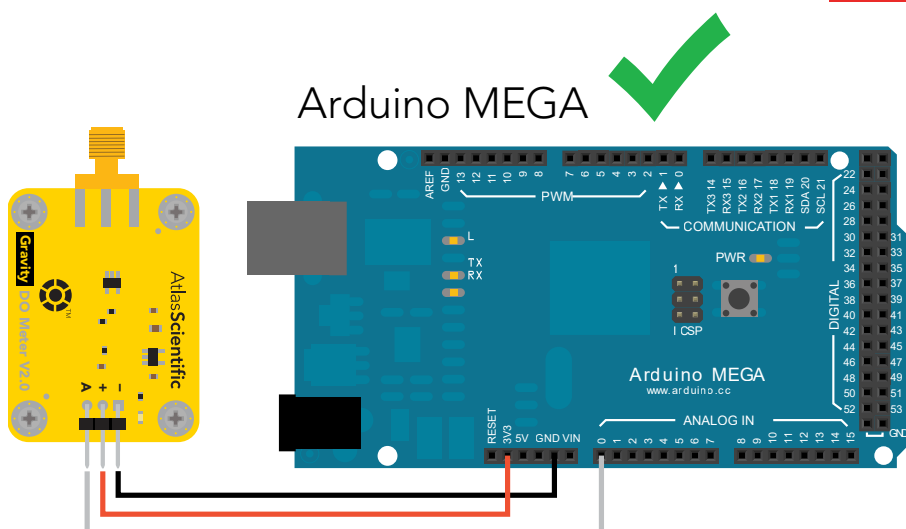 Arduino MEGA
AREF
GND
13
12
11
10
9
8
7
6
5
4
3
2
TX ▶ 1
RX ▶ 0
TX3 14
RX3 15
TX2 16
RX2 17
TX1 18
RX1 19
SDA 20
SCL 21
PWM
COMMUNICATION
L
TX
RX
PWR
1
ICSP
DIGITAL
22
24
26
28
30 31
32 33
34 35
36 37
38 39
40 41
42 43
44 45
46 47
48 49
50 51
52 53
GND
Arduino MEGA
www.arduino.cc
ANALOG IN
RESET
3V3
5V
GND VIN
0
1
2
3
4
5
6
7
8
9
10
11
12
13
14
15
Gravity DO Meter V2.0
TM
AtlasScientific
A + −